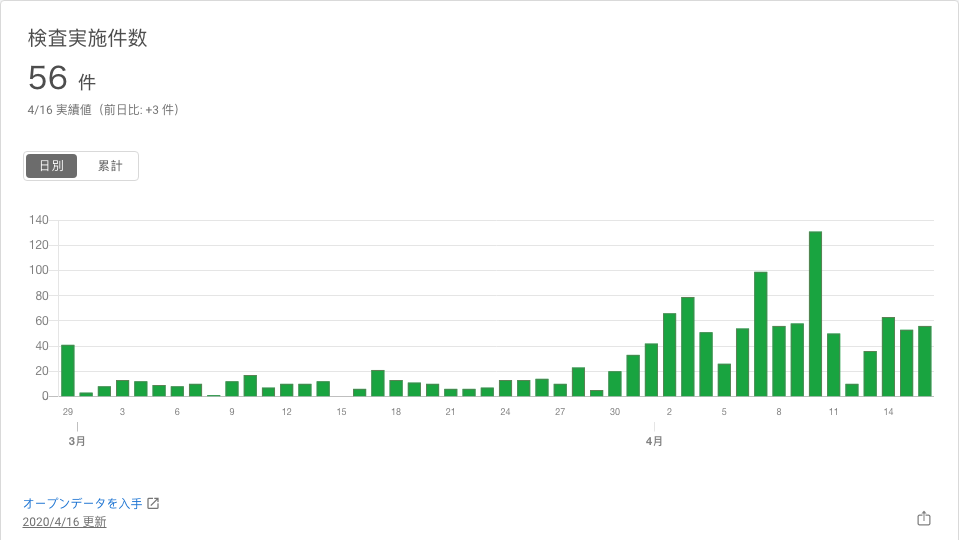 検査実施件数
56 件
4/16 実績値（前日比: +3 件）
日別 累計
140
120
100
80
60
40
20
0
29 3 6 9 12 15 18 21 24 27 30 2 5 8 11 14
3月 4月
オープンデータを入手
2020/4/16 更新